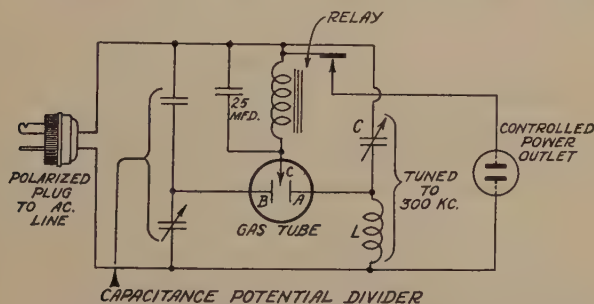 RELAY
25
MFD.
C
CONTROLLED
POWER
OUTLET
POLARIZED
PLUG
TO AC.
LINE
C
B A
GAS TUBE
TUNED
TO
300 KC.
L
CAPACITANCE POTENTIAL DIVIDER